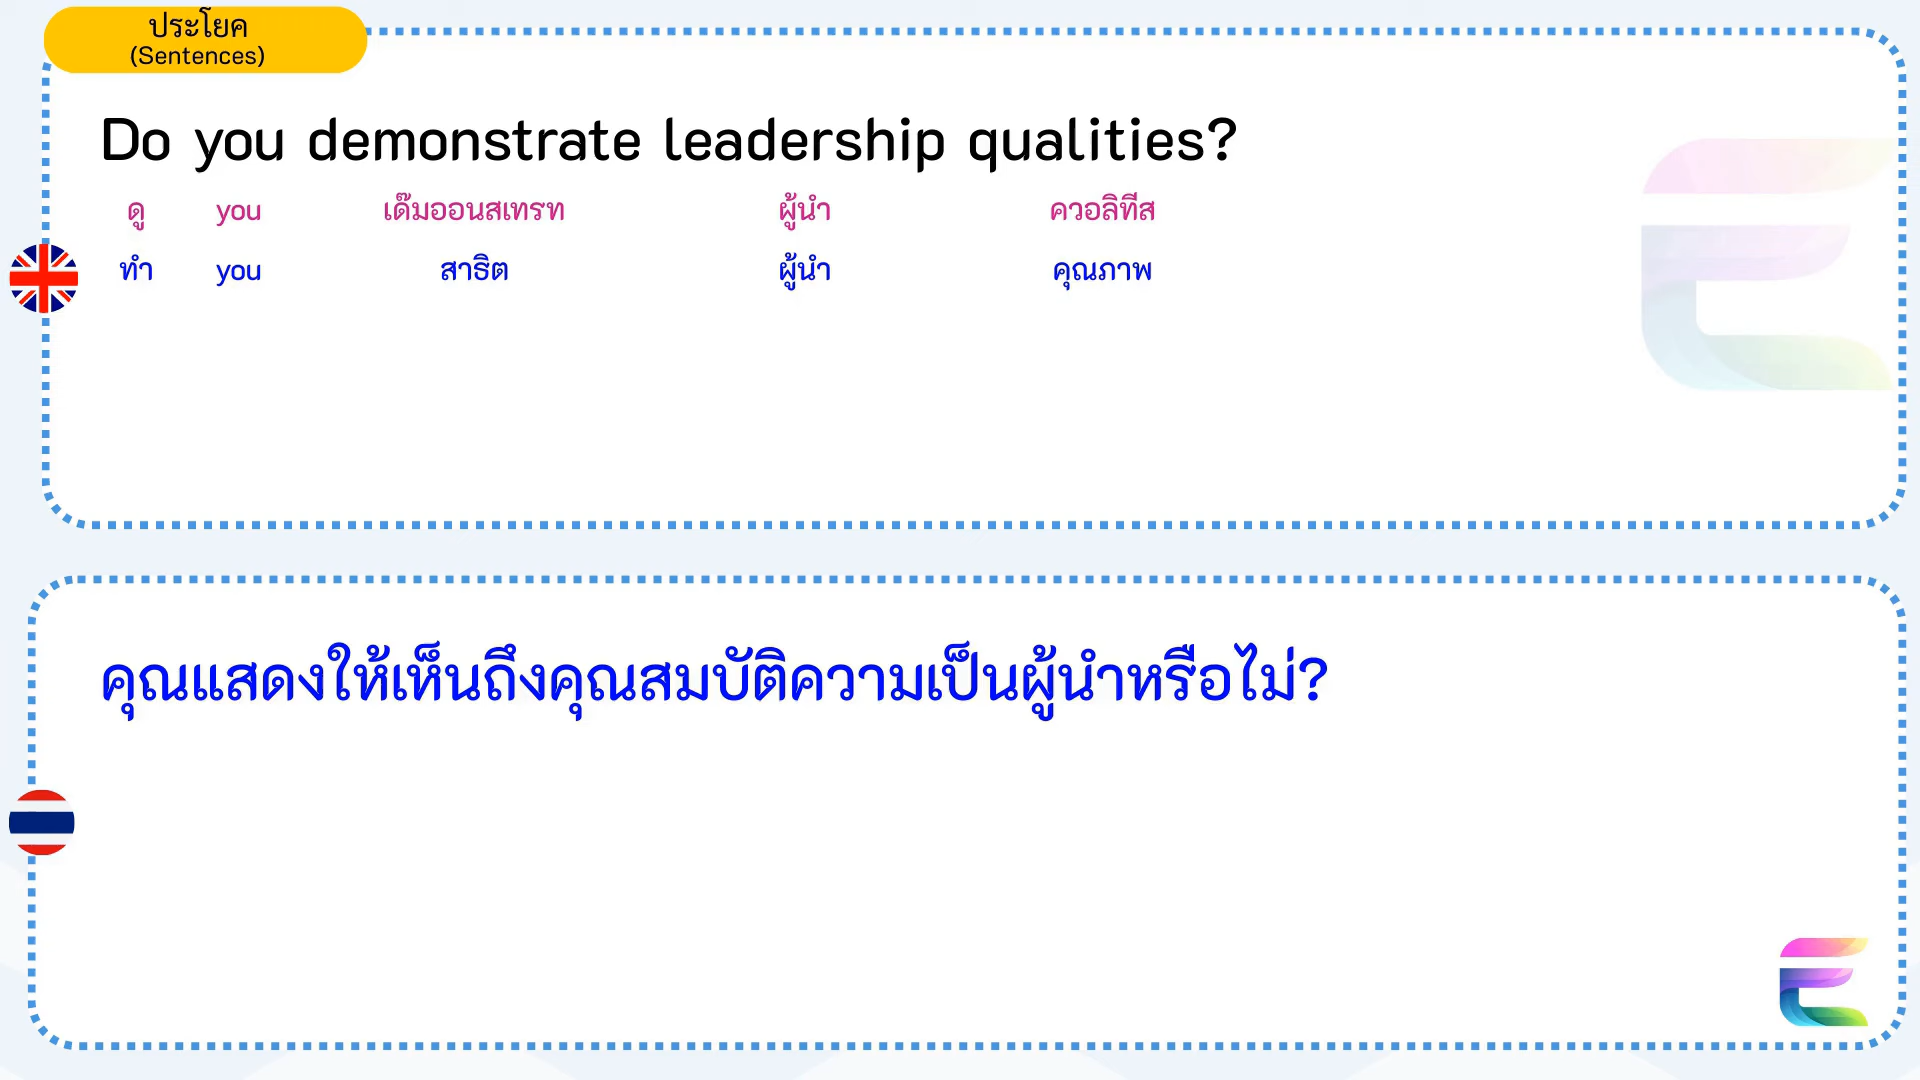 ประโยค
(Sentences)
Do you demonstrate leadership qualities?
ดู you เด๊มออนสเทรท ผู้นำ ควอลิทีส
ทำ you สาธิต ผู้นำ คุณภาพ
คุณแสดงให้เห็นถึงคุณสมบัติความเป็นผู้นำหรือไม่?